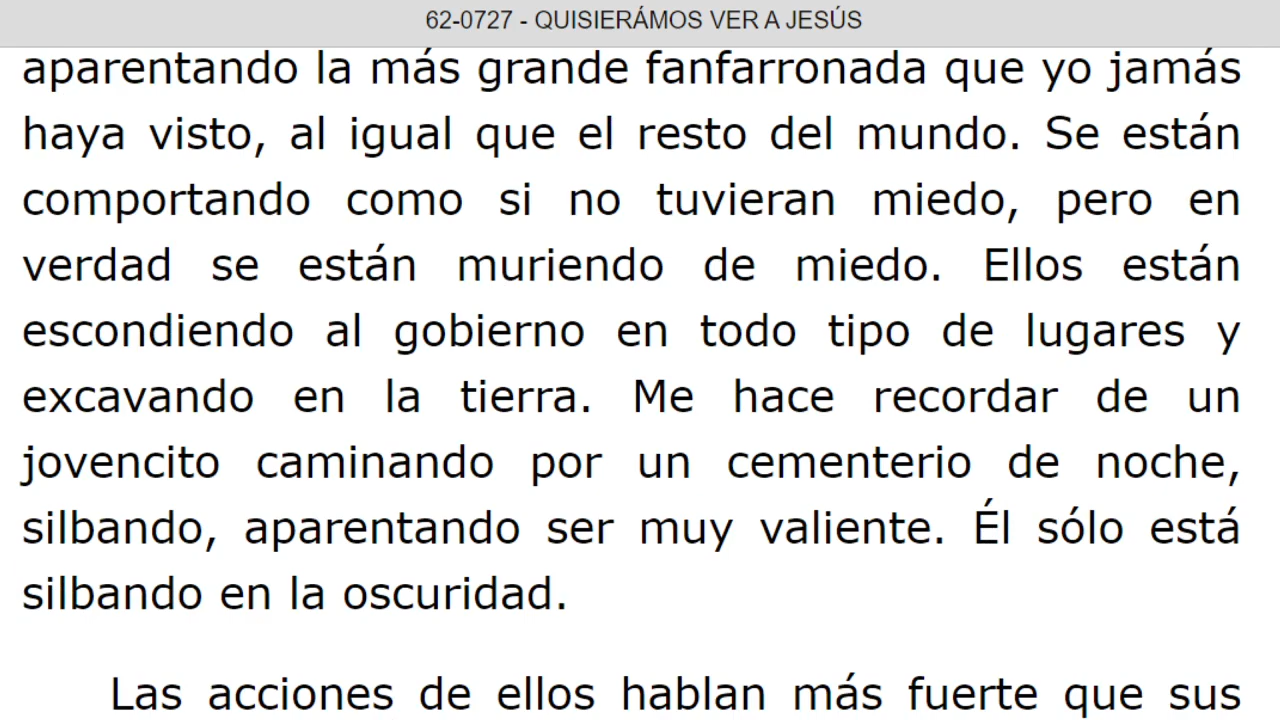 62-0727 - QUISIERÁMOS VER A JESÚS
aparentando la más grande fanfarronada que yo jamás
haya visto, al igual que el resto del mundo. Se están
comportando como si no tuvieran miedo, pero en
verdad se están muriendo de miedo. Ellos están
escondiendo al gobierno en todo tipo de lugares y
excavando en la tierra. Me hace recordar de un
jovencito caminando por un cementerio de noche,
silbando, aparentando ser muy valiente. Él sólo está
silbando en la oscuridad.
Las acciones de ellos hablan más fuerte que sus